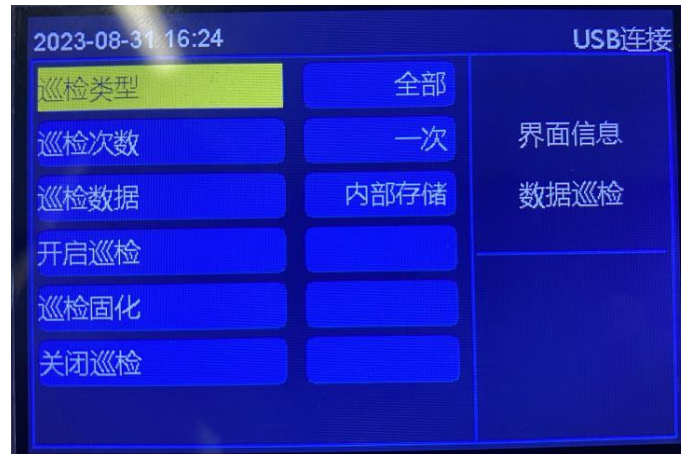 2023-08-31 16:24 USB连接
巡检类型 全部
巡检次数 一次
巡检数据 内部存储
开启巡检
巡检固化
关闭巡检
界面信息
数据巡检